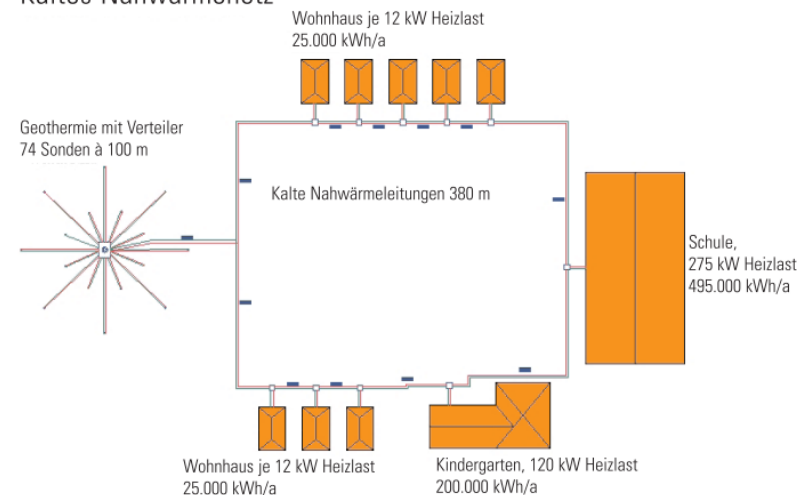 Kaltes Nahwärmenetz
Wohnhaus je 12 kW Heizlast
25.000 kWh/a
Geothermie mit Verteiler
74 Sonden à 100 m
Kalte Nahwärmeleitungen 380 m
Schule,
275 kW Heizlast
495.000 kWh/a
Wohnhaus je 12 kW Heizlast
25.000 kWh/a
Kindergarten, 120 kW Heizlast
200.000 kWh/a